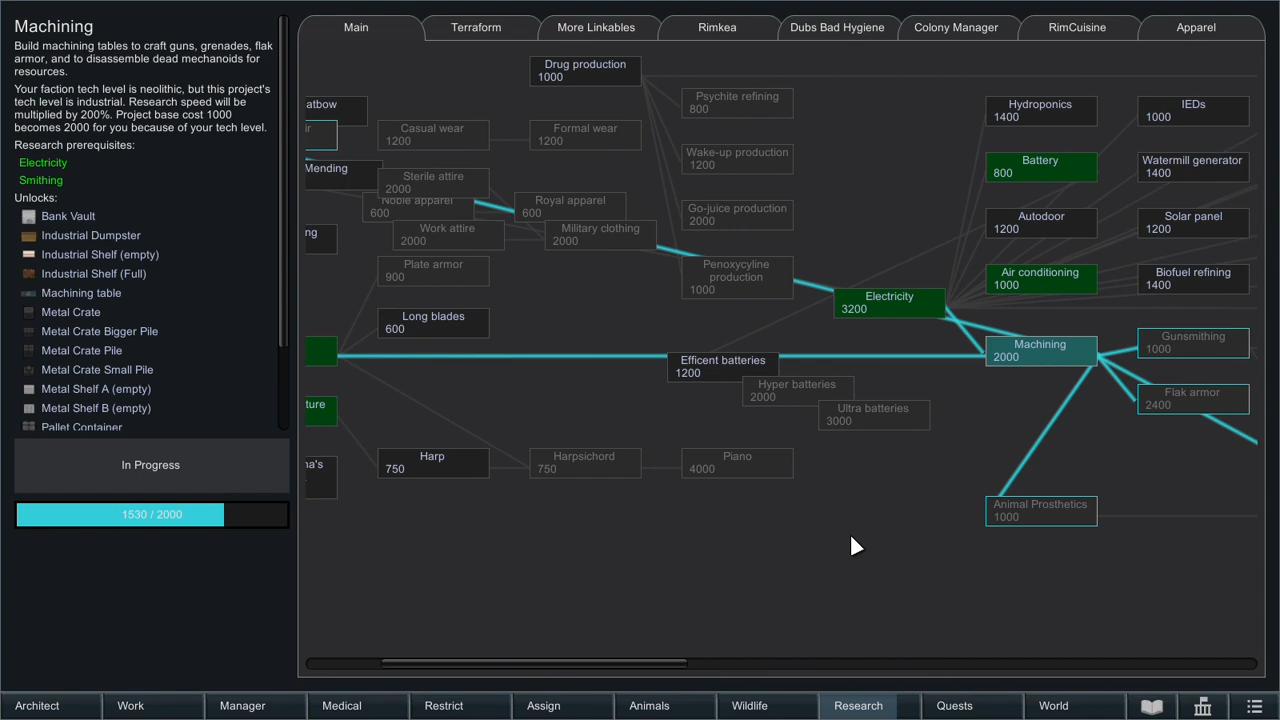 Machining
Build machining tables to craft guns, grenades, flak
armor, and to disassemble dead mechanoids for
resources.
Your faction tech level is neolithic, but this project's
tech level is industrial. Research speed will be
multiplied by 200%. Project base cost 1000
becomes 2000 for you because of your tech level.
Research prerequisites:
Electricity
Smithing
Unlocks:
Bank Vault
Industrial Dumpster
Industrial Shelf (empty)
Industrial Shelf (Full)
Machining table
Metal Crate
Metal Crate Bigger Pile
Metal Crate Pile
Metal Crate Small Pile
Metal Shelf A (empty)
Metal Shelf B (empty)
Pallet Container
In Progress
1530 / 2000
Main
Terraform
More Linkables
Rimkea
Dubs Bad Hygiene
Colony Manager
RimCuisine
Apparel
atbow
ir
Mending
ng
ture
na's
Casual wear
1200
Sterile attire
2000
Noble apparel
600
Work attire
2000
Plate armor
900
Long blades
600
Harp
750
Drug production
1000
Formal wear
1200
Royal apparel
600
Military clothing
2000
Harpsichord
750
Psychite refining
800
Wake-up production
1200
Go-juice production
2000
Penoxycyline
production
1000
Efficent batteries
1200
Hyper batteries
2000
Ultra batteries
3000
Piano
4000
Electricity
3200
Hydroponics
1400
Battery
800
Autodoor
1200
Air conditioning
1000
Machining
2000
Animal Prosthetics
1000
IEDs
1000
Watermill generator
1400
Solar panel
1200
Biofuel refining
1400
Gunsmithing
1000
Flak armor
2400
Architect
Work
Manager
Medical
Restrict
Assign
Animals
Wildlife
Research
Quests
World